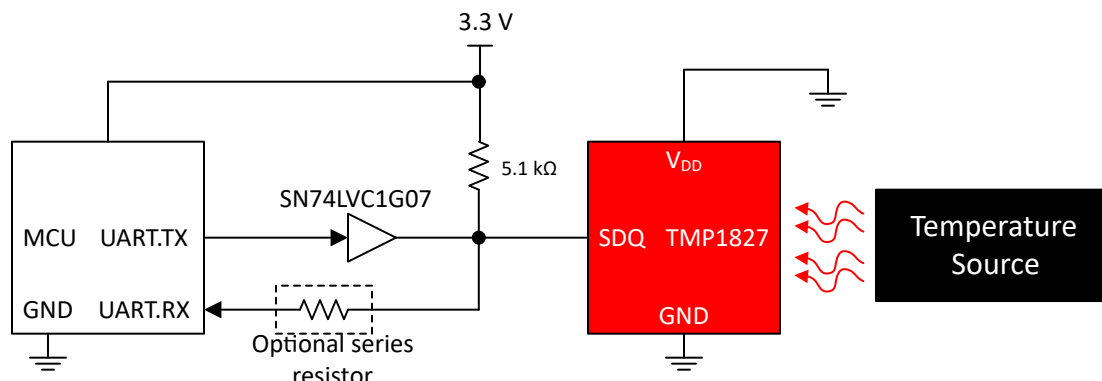 3.3 V
V_DD
5.1 kΩ
SN74LVC1G07
MCU UART.TX
SDQ TMP1827
Temperature
Source
GND UART.RX
GND
Optional series
resistor